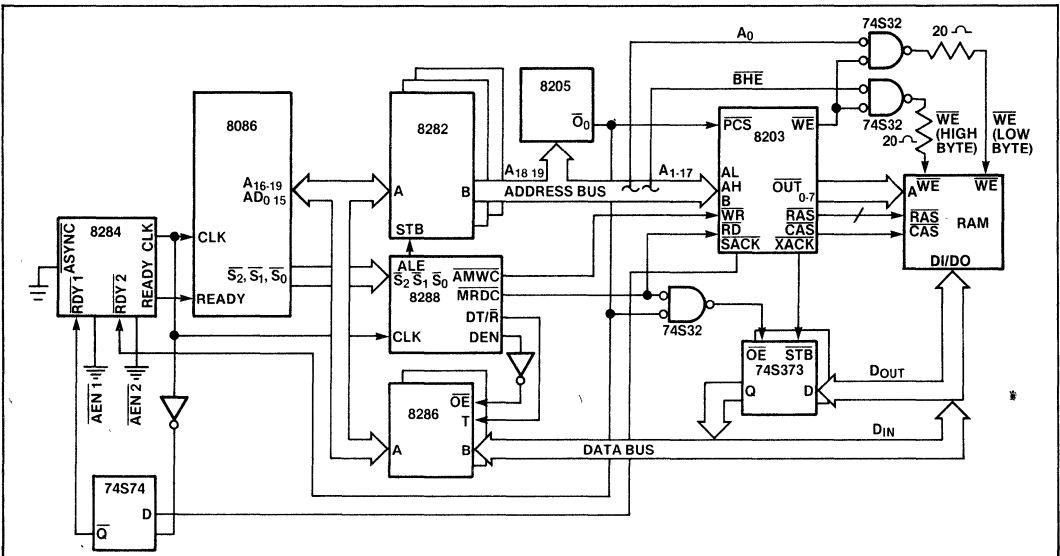 74S32
20
A0
BHE
74S32
20
WE
(HIGH
BYTE)
WE
(LOW
BYTE)
8086
A16-19
AD0 15
CLK
S2, S1, S0
READY
8282
A
B
STB
8205
O0
A18 19
ADDRESS BUS
A1-17
PCS
WE
8203
AL
AH
B
OUT
0-7
WR
RD
RAS
CAS
SACK
XACK
A
WE
WE
RAS
CAS
RAM
DI/DO
8284
ASYNC
CLK
RDY 1
RDY 2
READY
AEN 1
AEN 2
ALE
S2 S1 S0
8288
AMWC
MRDC
DT/R
CLK
DEN
74S32
OE
STB
74S373
Q
D
DOUT
DIN
8286
OE
T
A
B
DATA BUS
74S74
D
Q